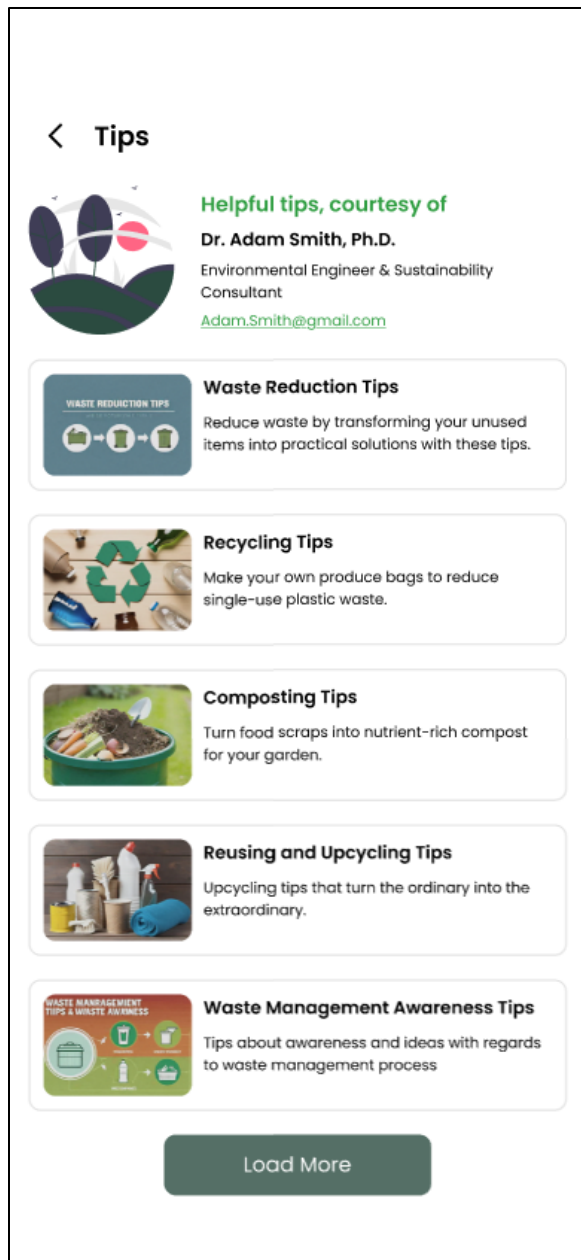 Tips
Helpful tips, courtesy of
Dr. Adam Smith, Ph.D.
Environmental Engineer & Sustainability
Consultant
Adam.Smith@gmail.com
WASTE REDUICTION TIPS
Waste Reduction Tips
Reduce waste by transforming your unused
items into practical solutions with these tips.
Recycling Tips
Make your own produce bags to reduce
single-use plastic waste.
Composting Tips
Turn food scraps into nutrient-rich compost
for your garden.
Reusing and Upcycling Tips
Upcycling tips that turn the ordinary into the
extraordinary.
WASTE MANRAGEMENT
TIIPS & WNISTE AWIRNESS
Waste Management Awareness Tips
Tips about awareness and ideas with regards
to waste management process
Load More